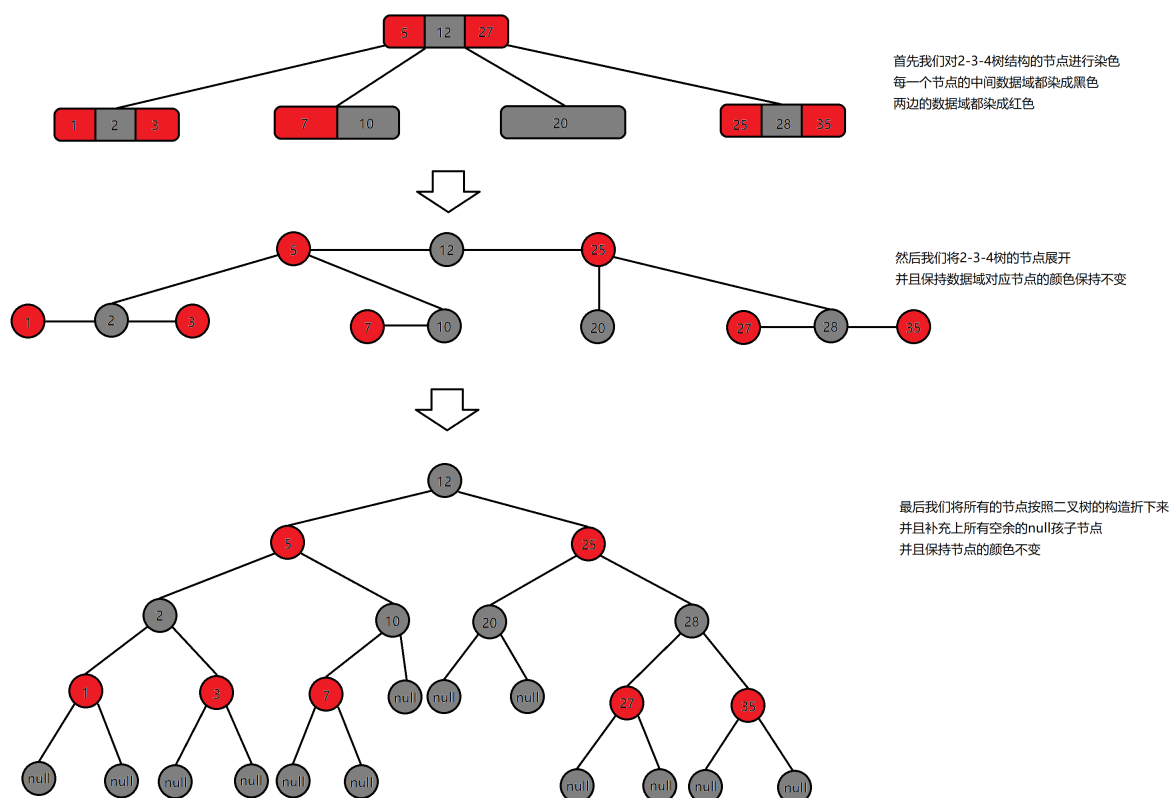 5 12 27
首先我们对2-3-4树结构的节点进行染色
每一个节点的中间数据域都染成黑色
两边的数据域都染成红色
1 2 3 7 10 20 25 28 35
5 12 25
然后我们将2-3-4树的节点展开
并且保持数据域对应节点的颜色保持不变
1 2 3 7 10 20 27 28 35
12
最后我们将所有的节点按照二叉树的构造折下来
并且补充上所有空余的null孩子节点
并且保持节点的颜色不变
5 25
2 10 20 28
1 3 7 null null null 27 35
null null null null null null null null null null